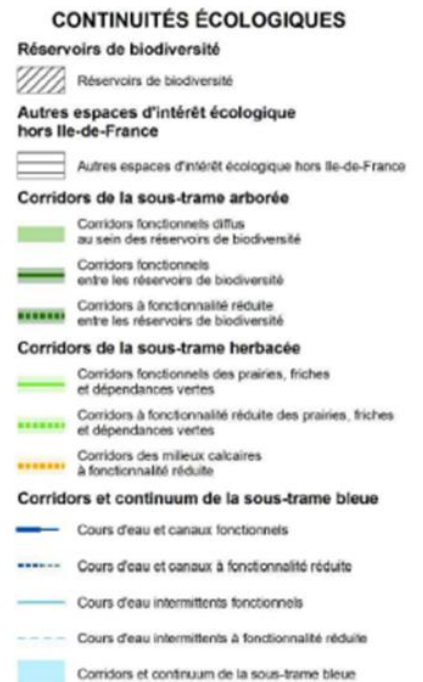 CONTINUITÉS ÉCOLOGIQUES
Réservoirs de biodiversité
Réservoirs de biodiversité
Autres espaces d'intérêt écologique
hors Ile-de-France
Autres espaces d'intérêt écologique hors Ile-de-France
Corridors de la sous-trame arborée
Corridors fonctionnels diffus
au sein des réservoirs de biodiversité
Corridors fonctionnels
entre les réservoirs de biodiversité
Corridors à fonctionnalité réduite
entre les réservoirs de biodiversité
Corridors de la sous-trame herbacée
Corridors fonctionnels des prairies, friches
et dépendances vertes
Corridors à fonctionnalité réduite des prairies, friches
et dépendances vertes
Corridors des milieux calcaires
à fonctionnalité réduite
Corridors et continuum de la sous-trame bleue
Cours d'eau et canaux fonctionnels
Cours d'eau et canaux à fonctionnalité réduite
Cours d'eau intermittents fonctionnels
Cours d'eau intermittents à fonctionnalité réduite
Corridors et continuum de la sous-trame bleue